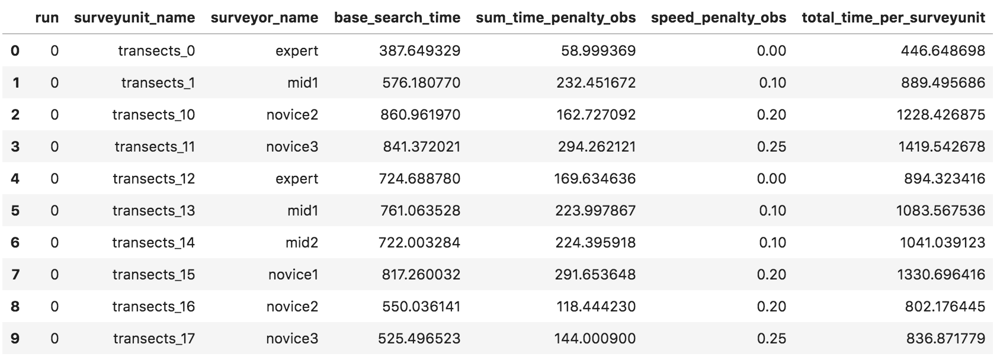 run surveyunit_name surveyor_name base_search_time sum_time_penalty_obs speed_penalty_obs total_time_per_surveyunit
0 0 transects_0 expert 387.649329 58.999369 0.00 446.648698
1 0 transects_1 mid1 576.180770 232.451672 0.10 889.495686
2 0 transects_10 novice2 860.961970 162.727092 0.20 1228.426875
3 0 transects_11 novice3 841.372021 294.262121 0.25 1419.542678
4 0 transects_12 expert 724.688780 169.634636 0.00 894.323416
5 0 transects_13 mid1 761.063528 223.997867 0.10 1083.567536
6 0 transects_14 mid2 722.003284 224.395918 0.10 1041.039123
7 0 transects_15 novice1 817.260032 291.653648 0.20 1330.696416
8 0 transects_16 novice2 550.036141 118.444230 0.20 802.176445
9 0 transects_17 novice3 525.496523 144.000900 0.25 836.871779